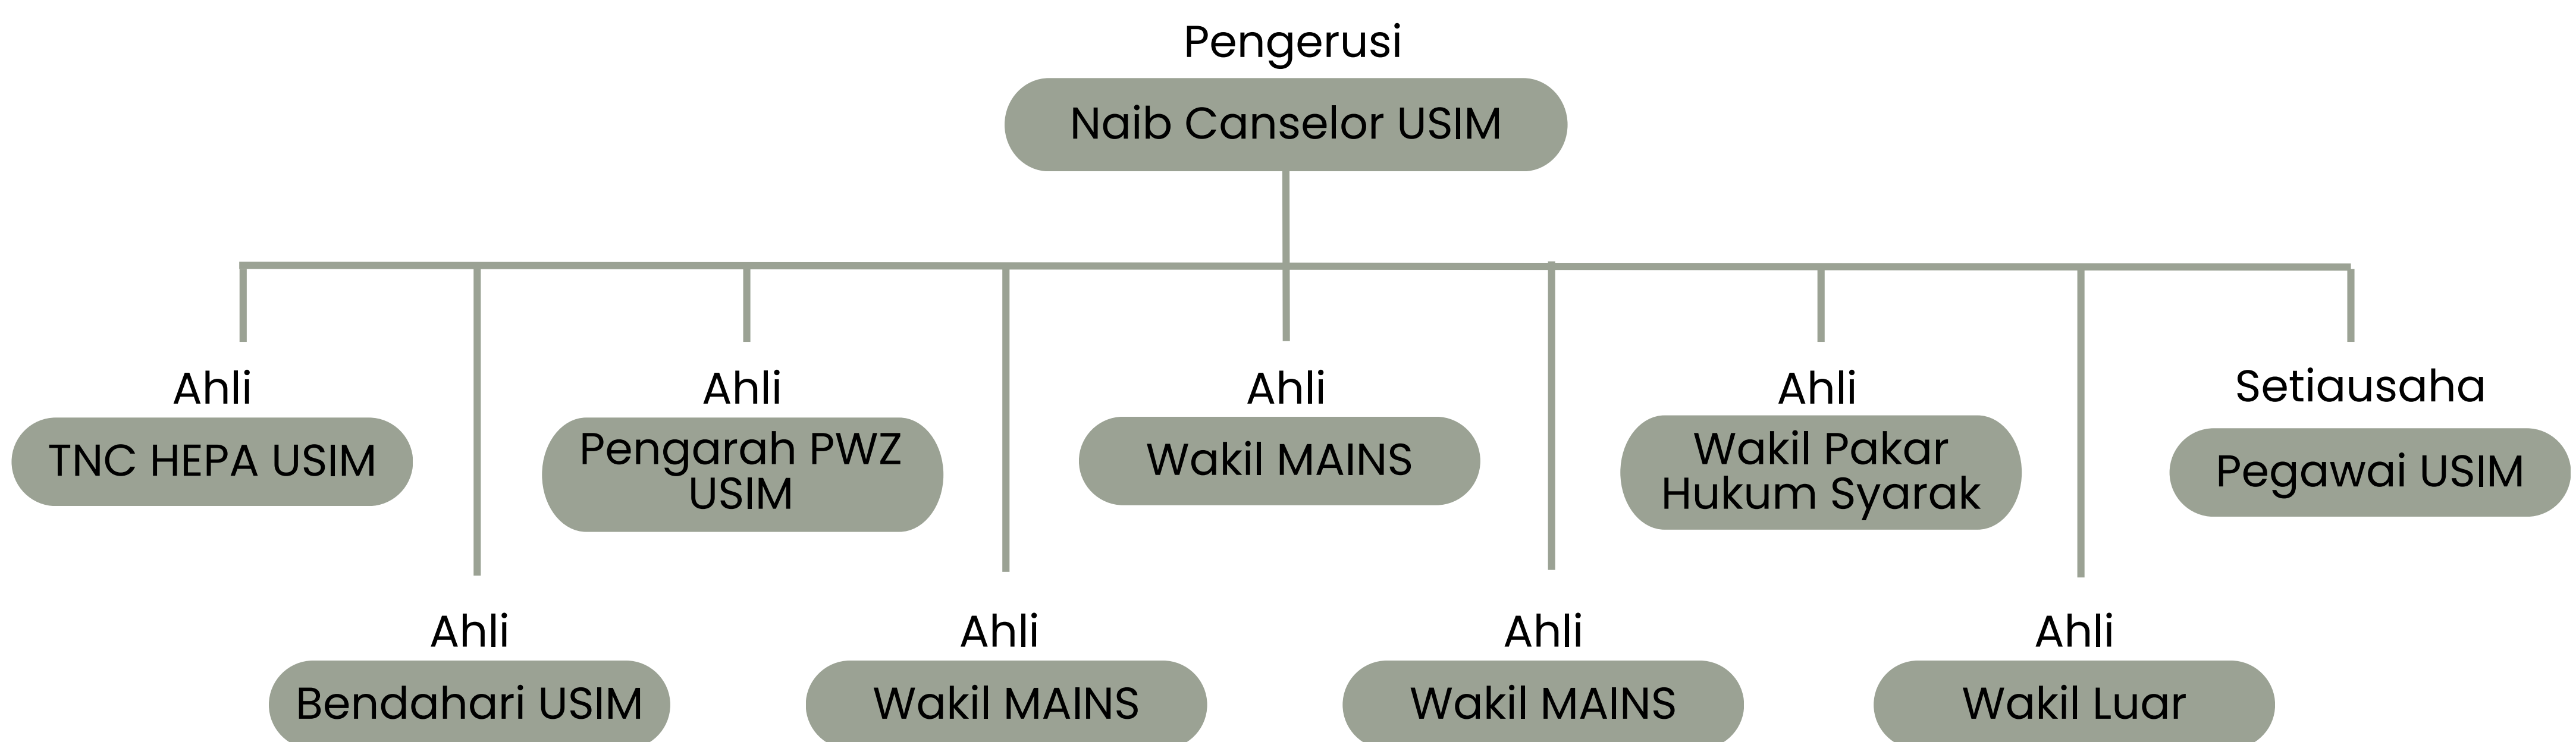 Pengerusi
Naib Canselor USIM
Ahli
TNC HEPA USIM
Ahli
Pengarah PWZ
USIM
Ahli
Wakil MAINS
Ahli
Wakil Pakar
Hukum Syarak
Setiausaha
Pegawai USIM
Ahli
Bendahari USIM
Ahli
Wakil MAINS
Ahli
Wakil MAINS
Ahli
Wakil Luar